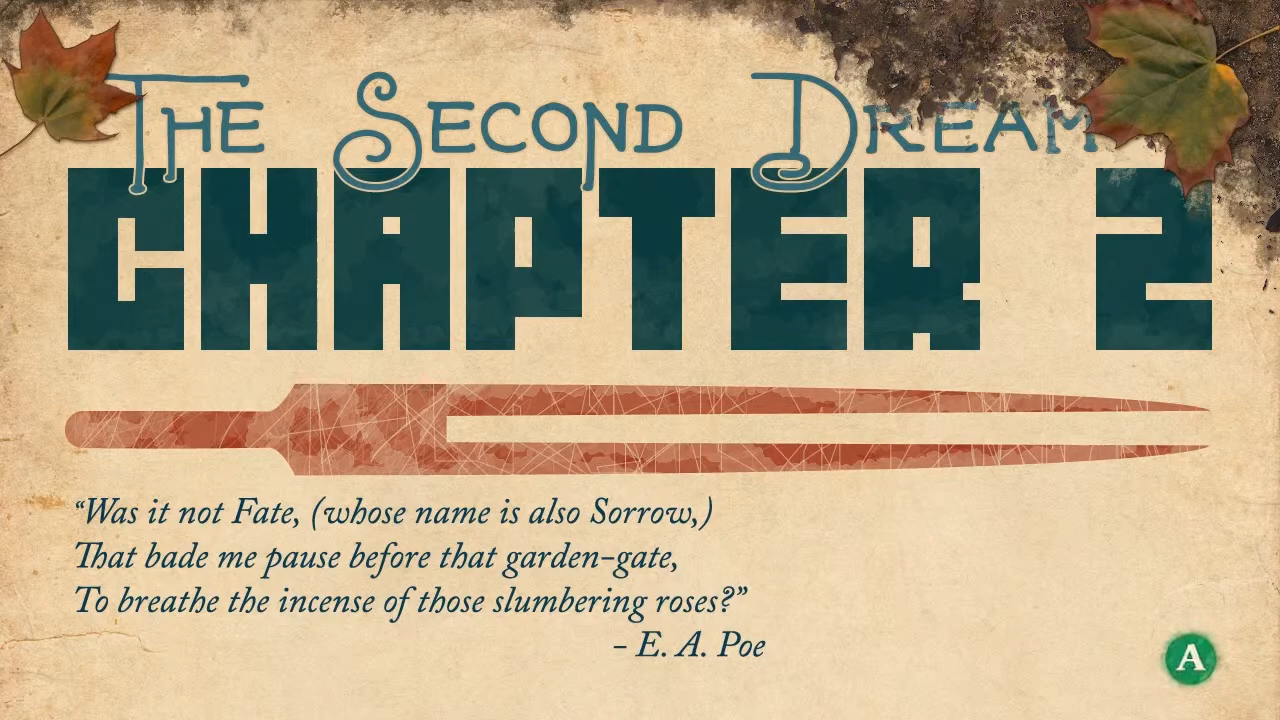 The Second Dream
CHAPTER 2
“Was it not Fate, (whose name is also Sorrow,)
That bade me pause before that garden-gate,
To breathe the incense of those slumbering roses?”
- E. A. Poe
A